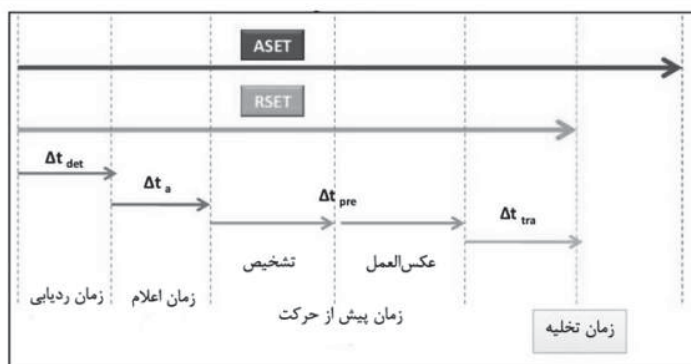 ASET
RSET
Δt det
Δt a
Δt pre
Δt tra
تشخیص
عکس‌العمل
زمان ردیابی
زمان اعلام
زمان پیش از حرکت
زمان تخلیه